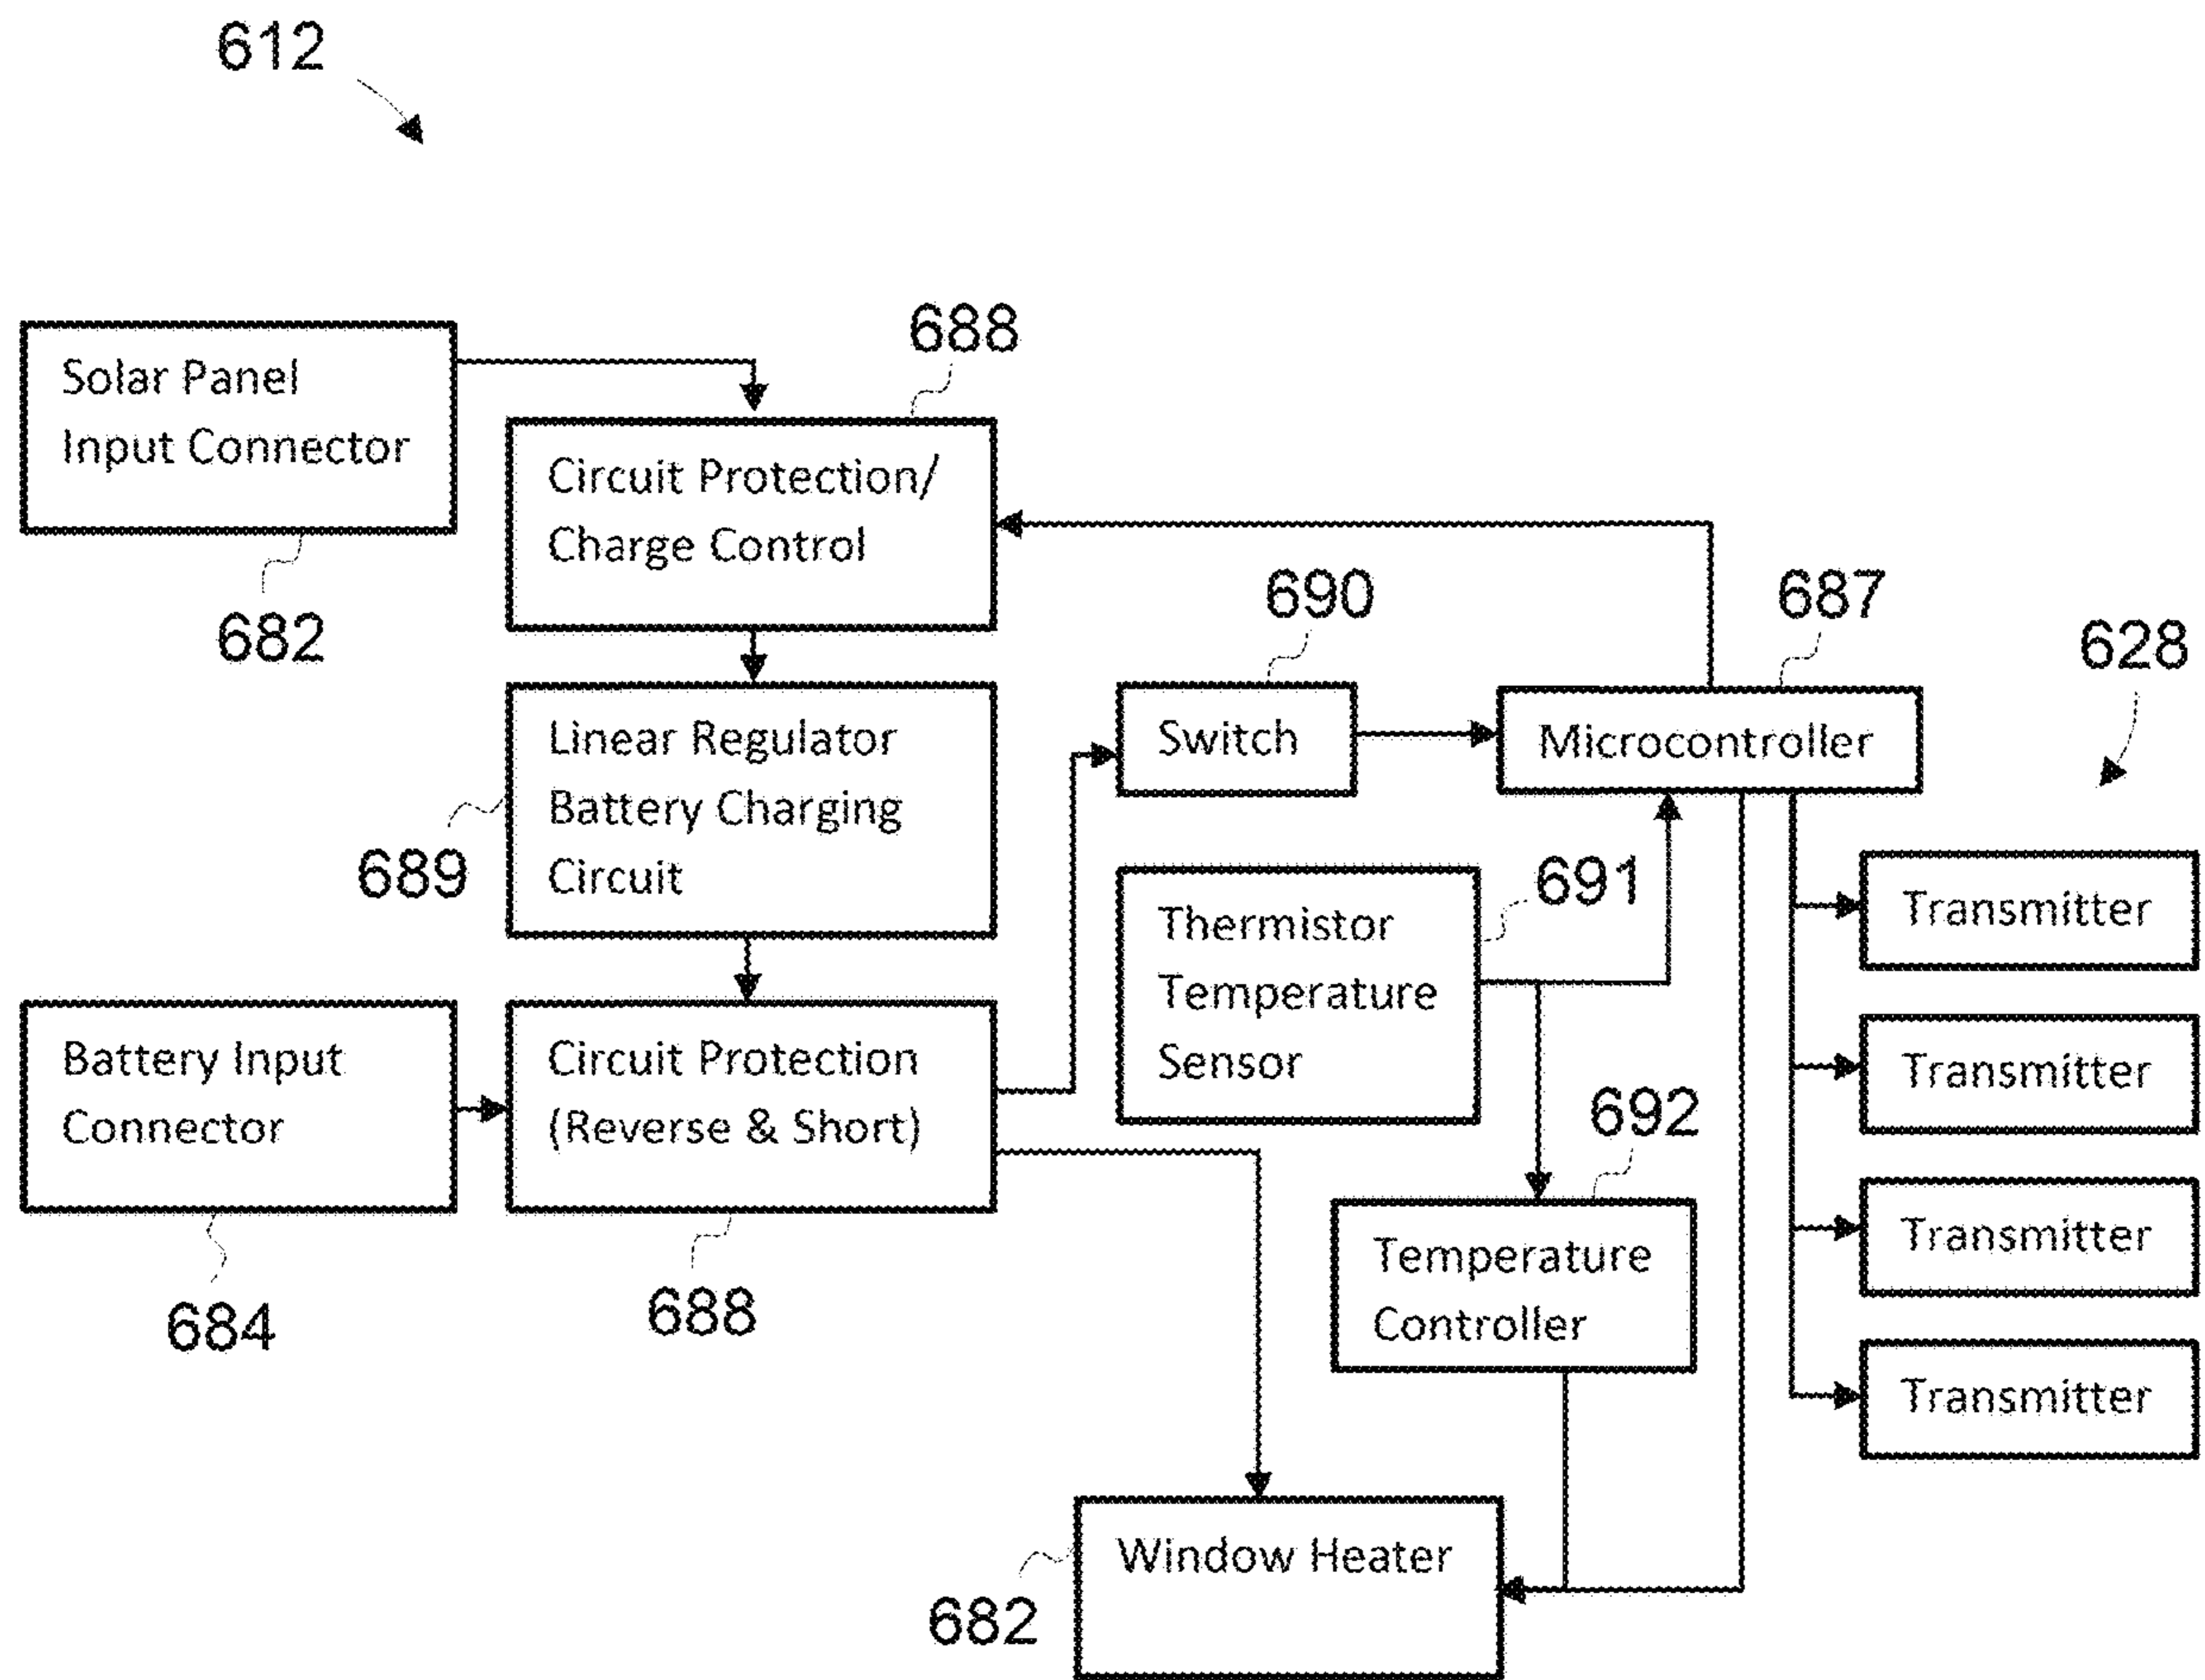 612
Solar Panel
Input Connector
682
688
Circuit Protection/
Charge Control
Linear Regulator
Battery Charging
Circuit
689
Battery Input
Connector
684
Circuit Protection
(Reverse & Short)
688
690
Switch
687
Microcontroller
628
Thermistor
Temperature
Sensor
691
692
Temperature
Controller
Transmitter
Transmitter
Transmitter
Transmitter
Window Heater
682